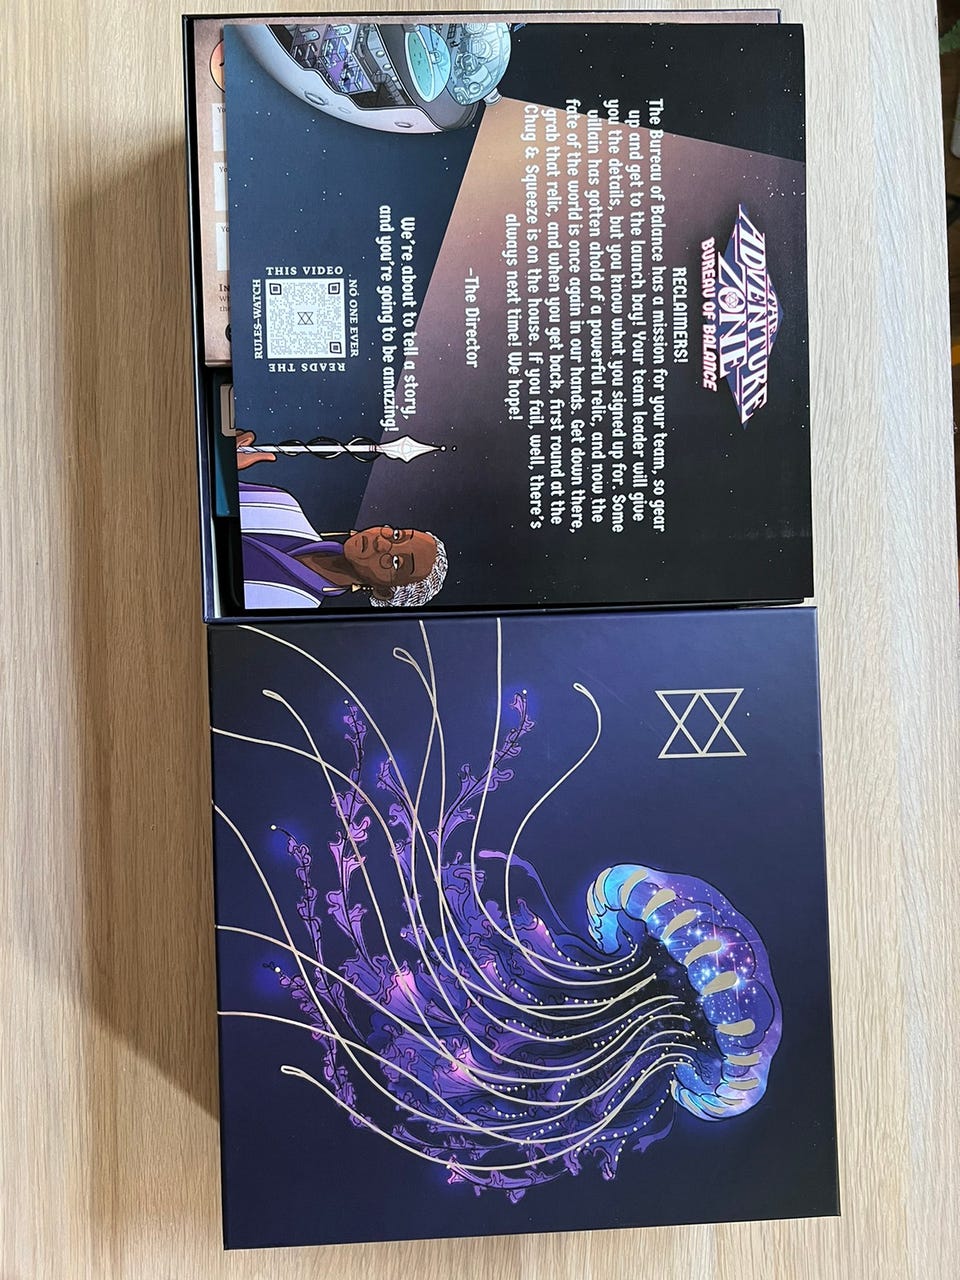 THE
ADVENTURE
ZONE
BUREAU OF BALANCE
RECLAIMERS!
The Bureau of Balance has a mission for your team, so gear
up and get to the launch bay! Your team leader will give
you the details, but you know what you signed up for. Some
villain has gotten ahold of a powerful relic, and now the
fate of the world is once again in our hands. Get down there,
grab that relic, and when you get back, first round at the
Chug & Squeeze is on the house. If you fail, well, there's
always next time! We hope!
–The Director
We're about to tell a story,
and you're going to be amazing!
NO ONE EVER
READS THE
RULES–WATCH
THIS VIDEO